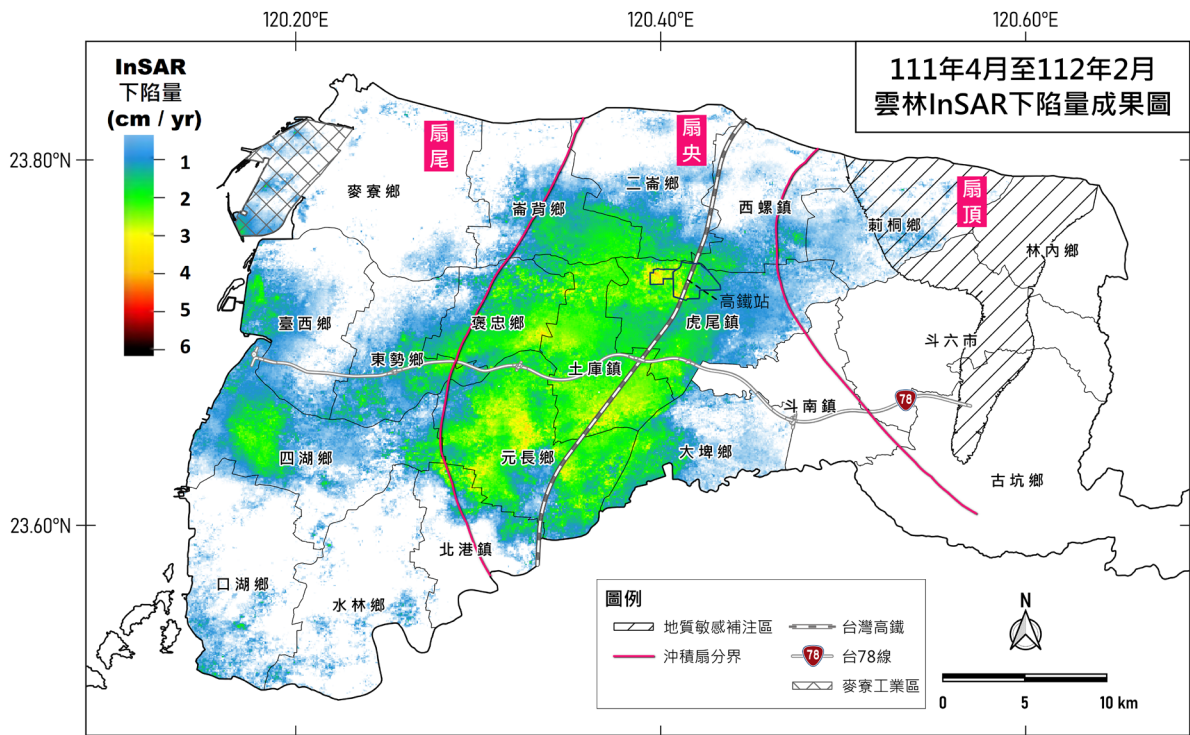 120.20°E
120.40°E
120.60°E
23.80°N
23.60°N
111年4月至112年2月
雲林InSAR下陷量成果圖
InSAR
下陷量
(cm / yr)
1
2
3
4
5
6
扇尾
扇央
扇頂
麥寮鄉
崙背鄉
二崙鄉
西螺鎮
莿桐鄉
林內鄉
高鐵站
臺西鄉
褒忠鄉
虎尾鎮
東勢鄉
土庫鎮
斗六市
斗南鎮
78
四湖鄉
元長鄉
大埤鄉
古坑鄉
北港鎮
口湖鄉
水林鄉
圖例
地質敏感補注區
台灣高鐵
沖積扇分界
78
台78線
麥寮工業區
N
0 5 10 km